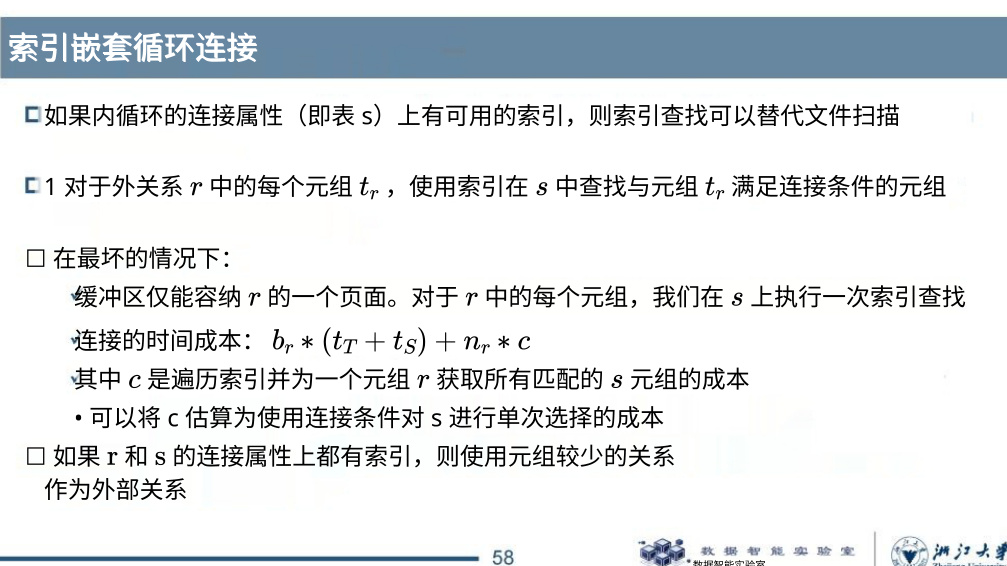 索引嵌套循环连接
如果内循环的连接属性（即表 s）上有可用的索引，则索引查找可以替代文件扫描
1 对于外关系 r 中的每个元组 t_r ，使用索引在 s 中查找与元组 t_r 满足连接条件的元组
□ 在最坏的情况下：
缓冲区仅能容纳 r 的一个页面。对于 r 中的每个元组，我们在 s 上执行一次索引查找
连接的时间成本： b_r * (t_T + t_S) + n_r * c
其中 c 是遍历索引并为一个元组 r 获取所有匹配的 s 元组的成本
• 可以将 c 估算为使用连接条件对 s 进行单次选择的成本
□ 如果 r 和 s 的连接属性上都有索引，则使用元组较少的关系
作为外部关系
58
数据智能实验室
• 数据智能实验室
浙江大学